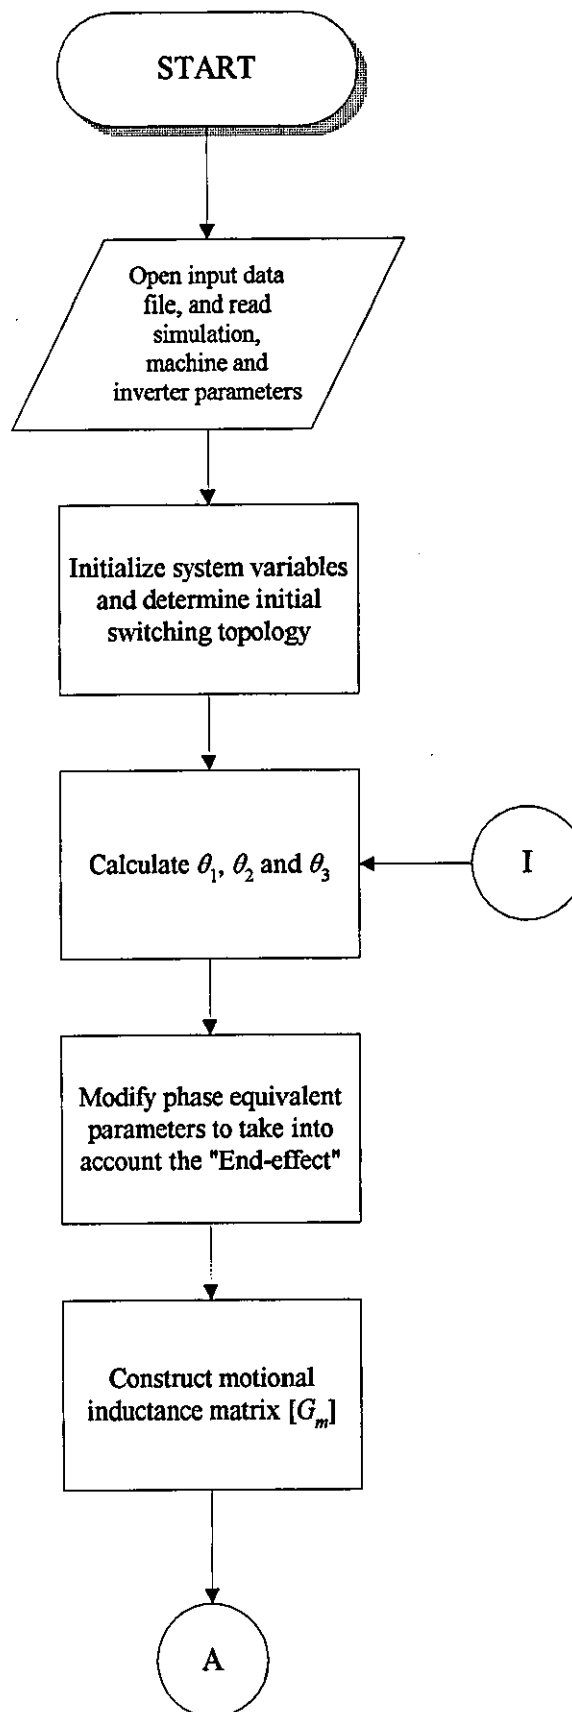 START
Open input data
file, and read
simulation,
machine and
inverter parameters
Initialize system variables
and determine initial
switching topology
Calculate θ₁, θ₂ and θ₃
I
Modify phase equivalent
parameters to take into
account the "End-effect"
Construct motional
inductance matrix [Gₘ]
A